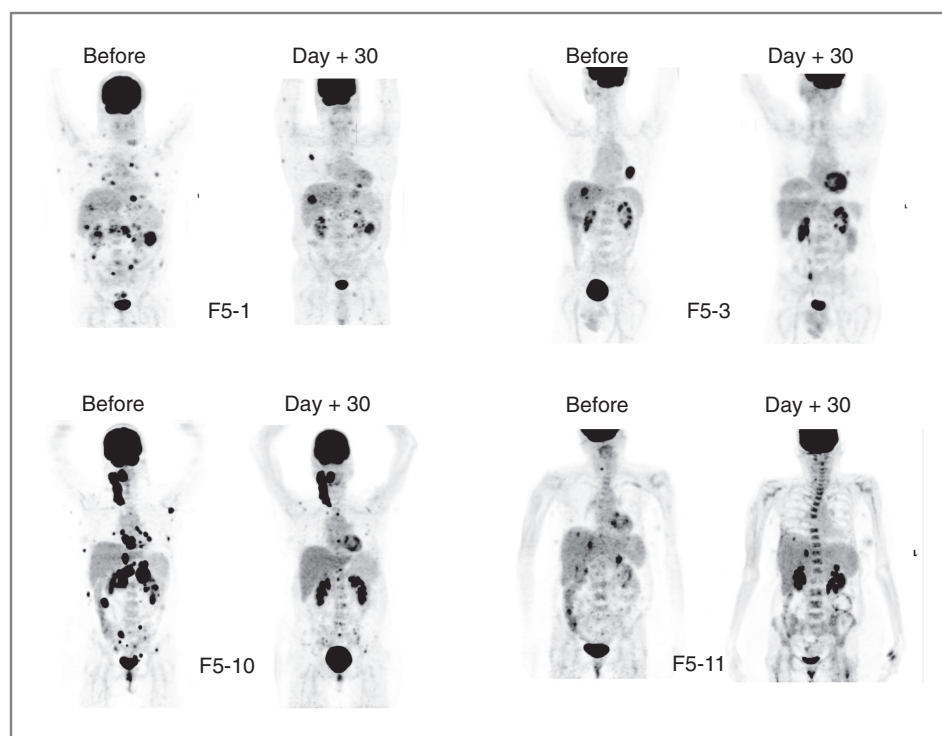 Before Day + 30 Before Day + 30
L L
F5-1 F5-3
Before Day + 30 Before Day + 30
L
F5-10 F5-11